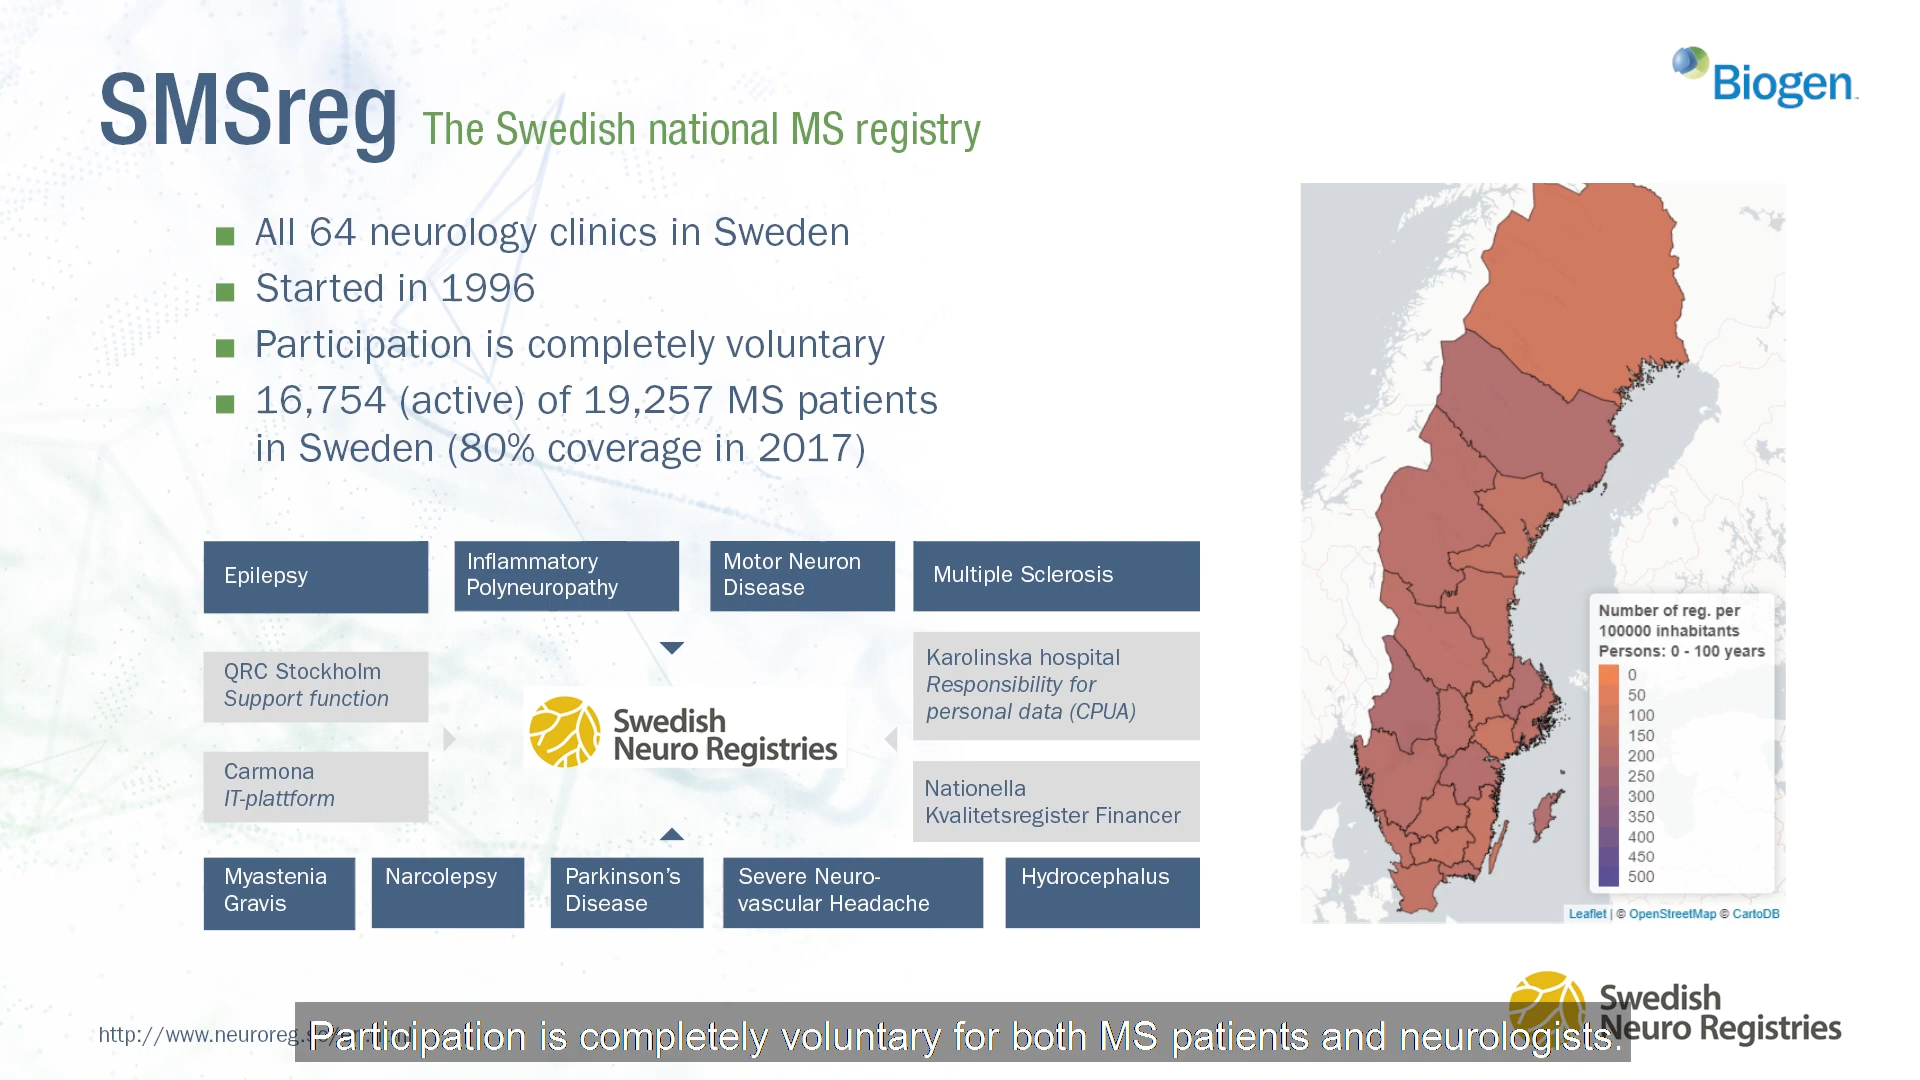 SMSreg The Swedish national MS registry
Biogen
All 64 neurology clinics in Sweden
Started in 1996
Participation is completely voluntary
16,754 (active) of 19,257 MS patients
in Sweden (80% coverage in 2017)
Epilepsy
Inflammatory
Polyneuropathy
Motor Neuron
Disease
Multiple Sclerosis
QRC Stockholm
Support function
Carmona
IT-plattform
Swedish
Neuro Registries
Karolinska hospital
Responsibility for
personal data (CPUA)
Nationella
Kvalitetsregister Financer
Myastenia
Gravis
Narcolepsy
Parkinson's
Disease
Severe Neuro-
vascular Headache
Hydrocephalus
Number of reg. per
100000 inhabitants
Persons: 0 - 100 years
0
50
100
150
200
250
300
350
400
450
500
Leaflet | © OpenStreetMap © CartoDB
Swedish
Neuro Registries
http://www.neuroreg.
Participation is completely voluntary for both MS patients and neurologists.